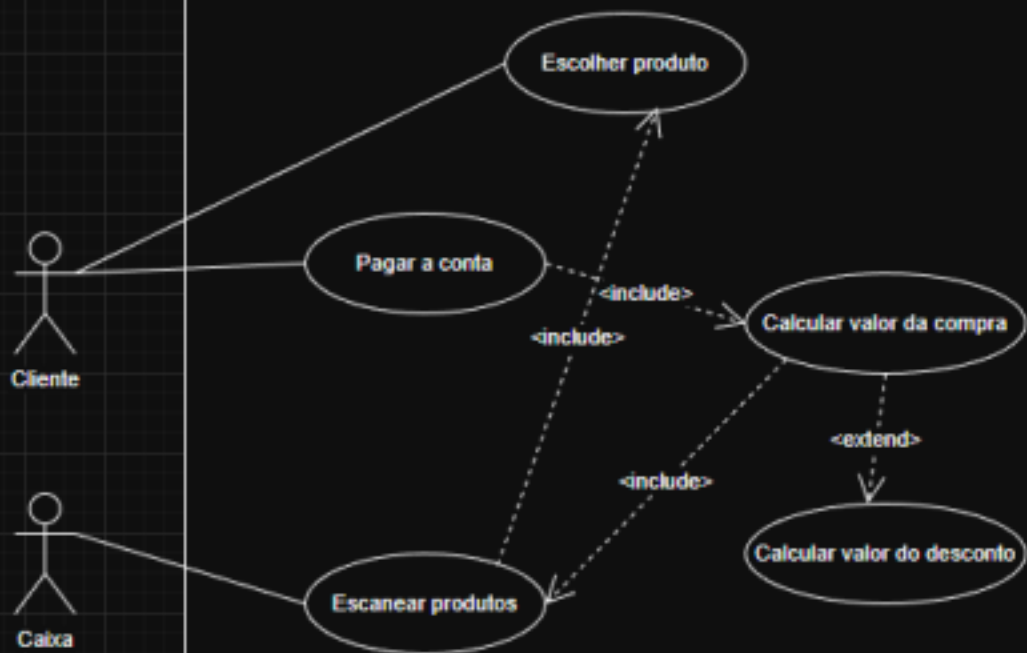 Escolher produto
Pagar a conta
<include>
Calcular valor da compra
<include>
Cliente
<extend>
<include>
Calcular valor do desconto
Escanear produtos
Caixa